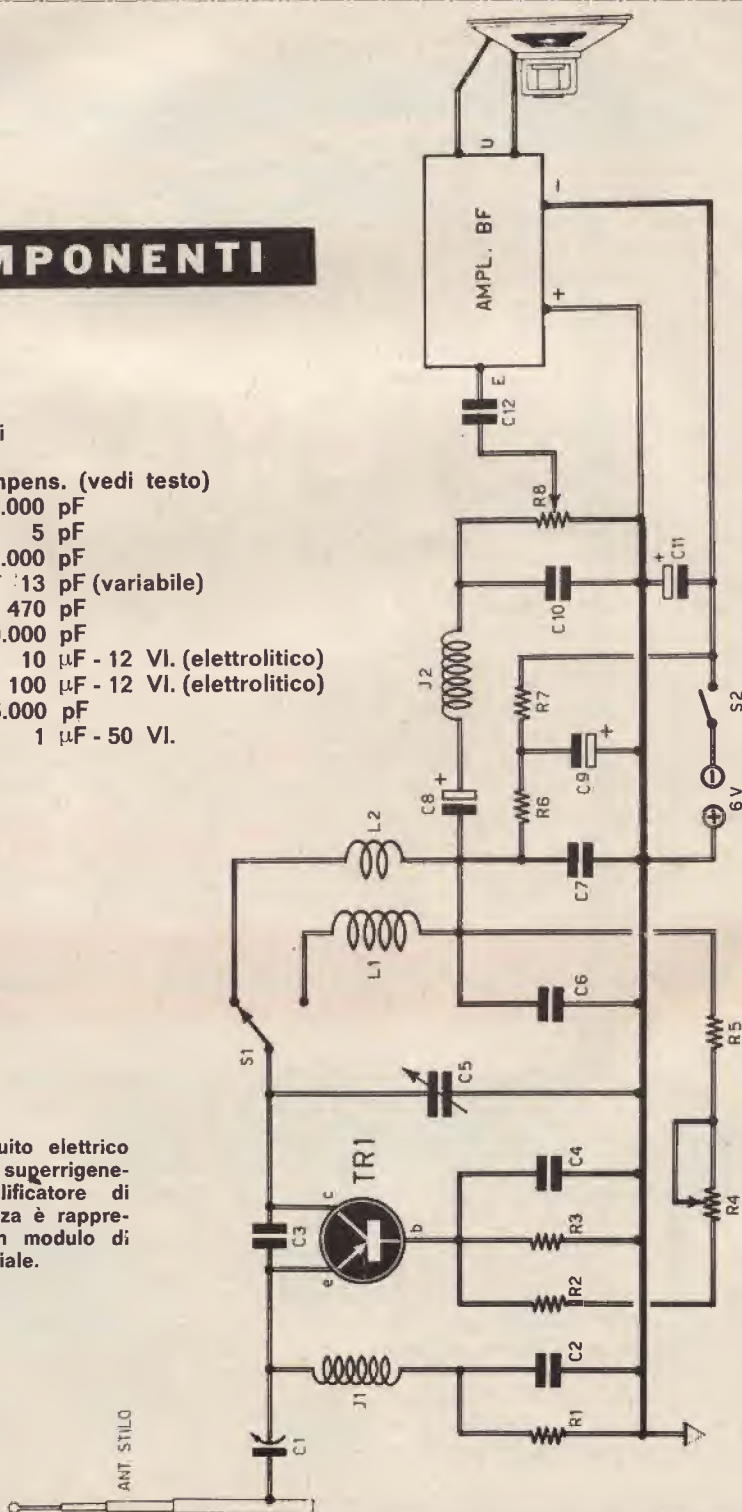 MPONENTI
i
mpens. (vedi testo)
.000 pF
5 pF
.000 pF
13 pF (variabile)
470 pF
.000 pF
10 μF - 12 Vl. (elettrolitico)
100 μF - 12 Vl. (elettrolitico)
.000 pF
1 μF - 50 Vl.
uito elettrico
superrigene-
lificatore di
za è rappre-
n modulo di
iale.
ANT. STILO
C1
J1
R1
C2
e
c
b
C3
TR1
R2
R3
C4
C5
S1
L1
L2
C6
C7
R4
R5
R6
R7
C8
+
C9
+
J2
C10
R8
C11
+
C12
E
AMPL. BF
U
+
-
+
-
6 V
S2